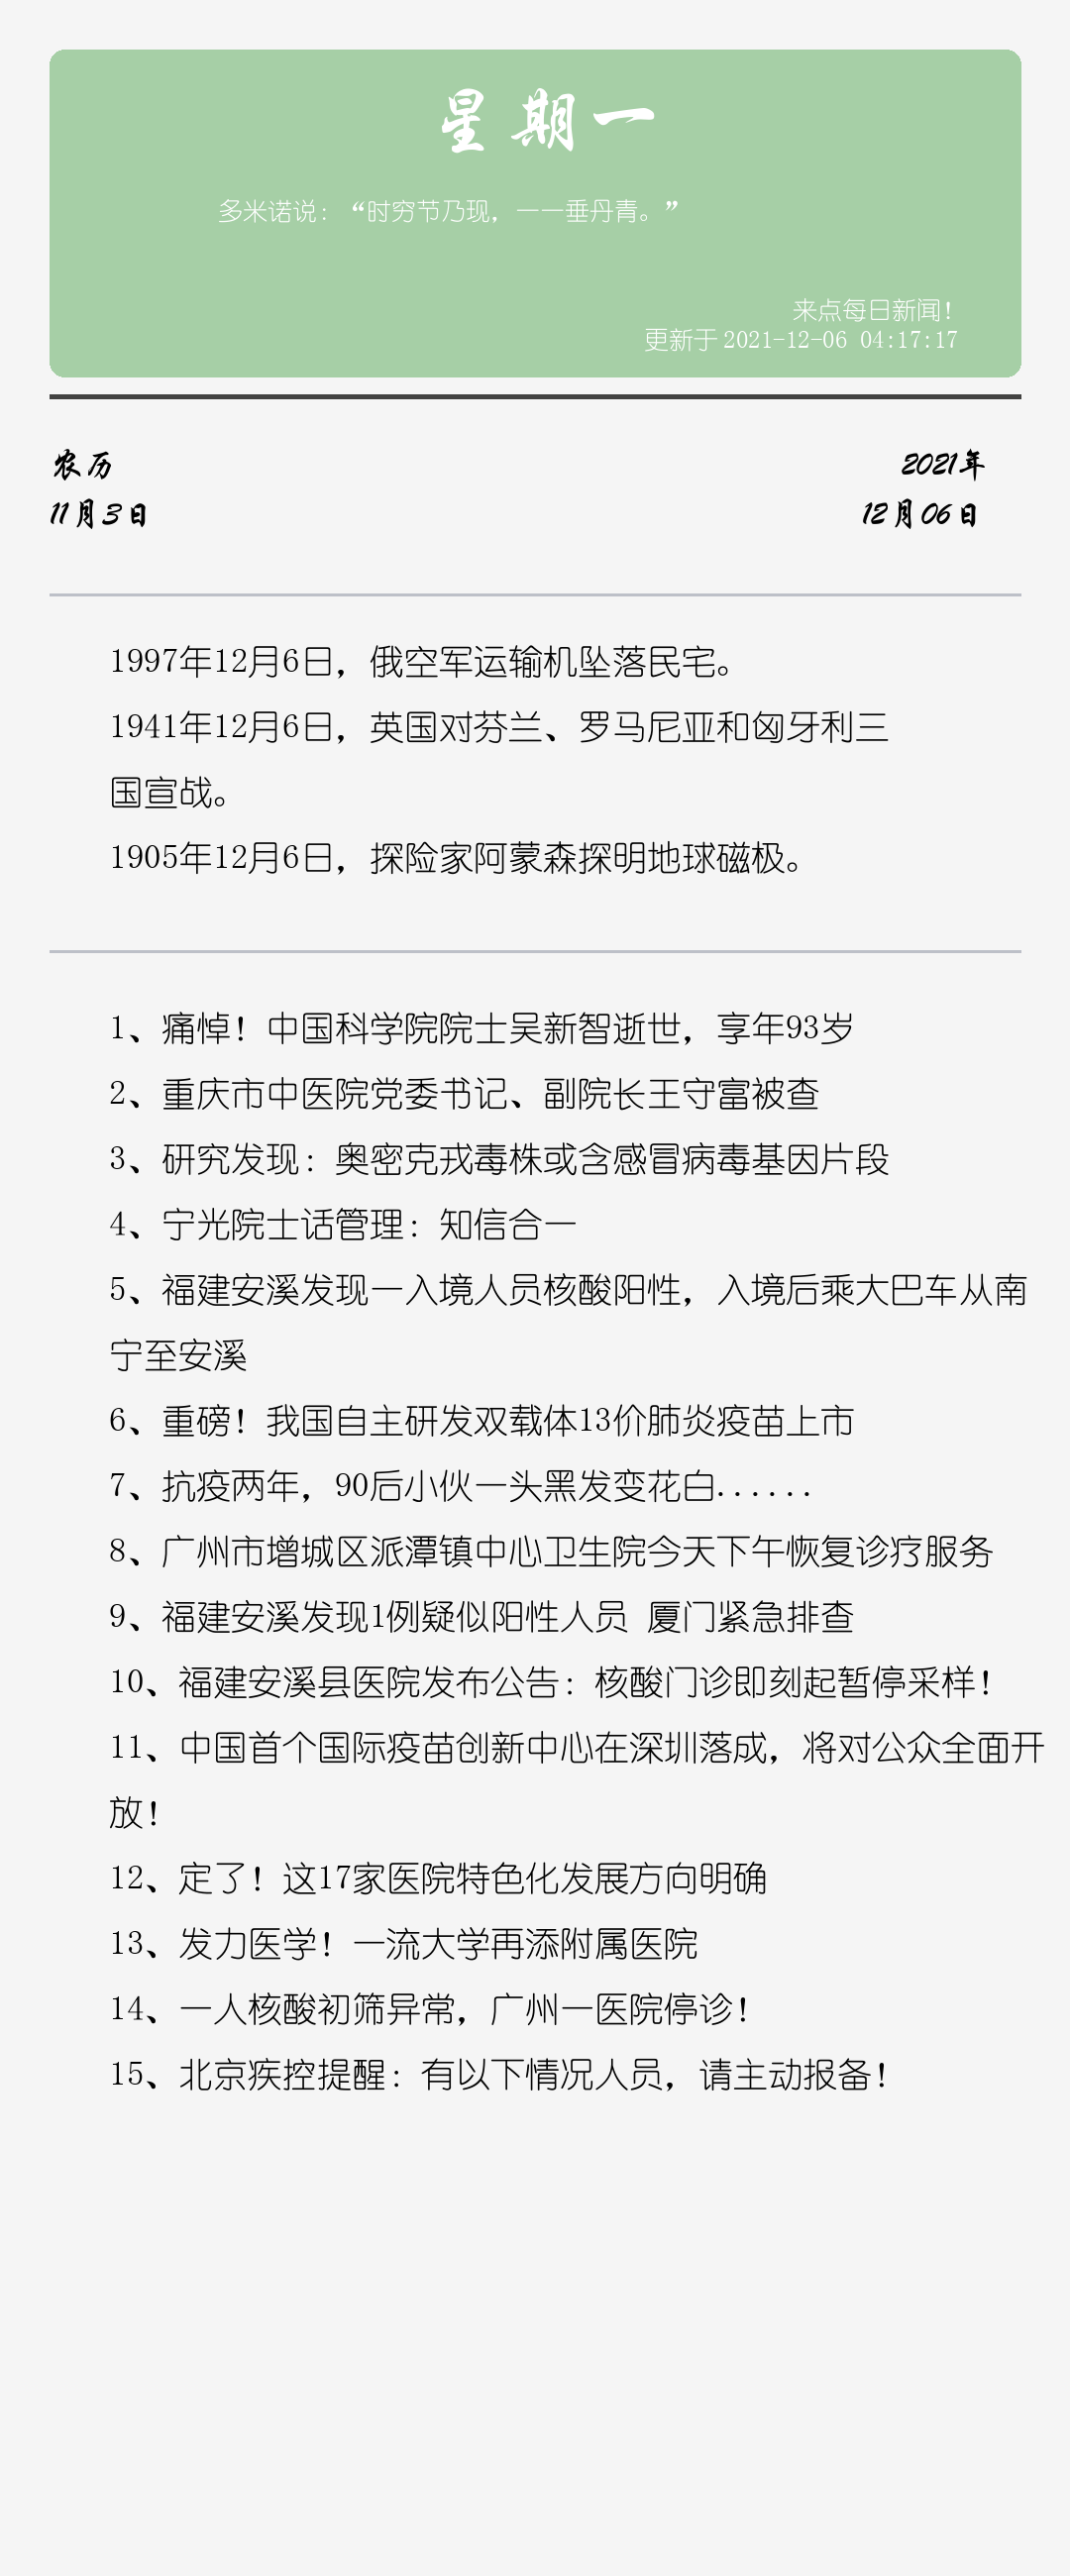 星期一
多米诺说：“时穷节乃现，一一垂丹青。”
来点每日新闻！
更新于 2021-12-06 04:17:17
农历
2021年
11月3日
12月06日
1997年12月6日，俄空军运输机坠落民宅。
1941年12月6日，英国对芬兰、罗马尼亚和匈牙利三
国宣战。
1905年12月6日，探险家阿蒙森探明地球磁极。
1、痛悼！中国科学院院士吴新智逝世，享年93岁
2、重庆市中医院党委书记、副院长王守富被查
3、研究发现：奥密克戎毒株或含感冒病毒基因片段
4、宁光院士话管理：知信合一
5、福建安溪发现一入境人员核酸阳性，入境后乘大巴车从南
宁至安溪
6、重磅！我国自主研发双载体13价肺炎疫苗上市
7、抗疫两年，90后小伙一头黑发变花白......
8、广州市增城区派潭镇中心卫生院今天下午恢复诊疗服务
9、福建安溪发现1例疑似阳性人员 厦门紧急排查
10、福建安溪县医院发布公告：核酸门诊即刻起暂停采样！
11、中国首个国际疫苗创新中心在深圳落成，将对公众全面开
放！
12、定了！这17家医院特色化发展方向明确
13、发力医学！一流大学再添附属医院
14、一人核酸初筛异常，广州一医院停诊！
15、北京疾控提醒：有以下情况人员，请主动报备！